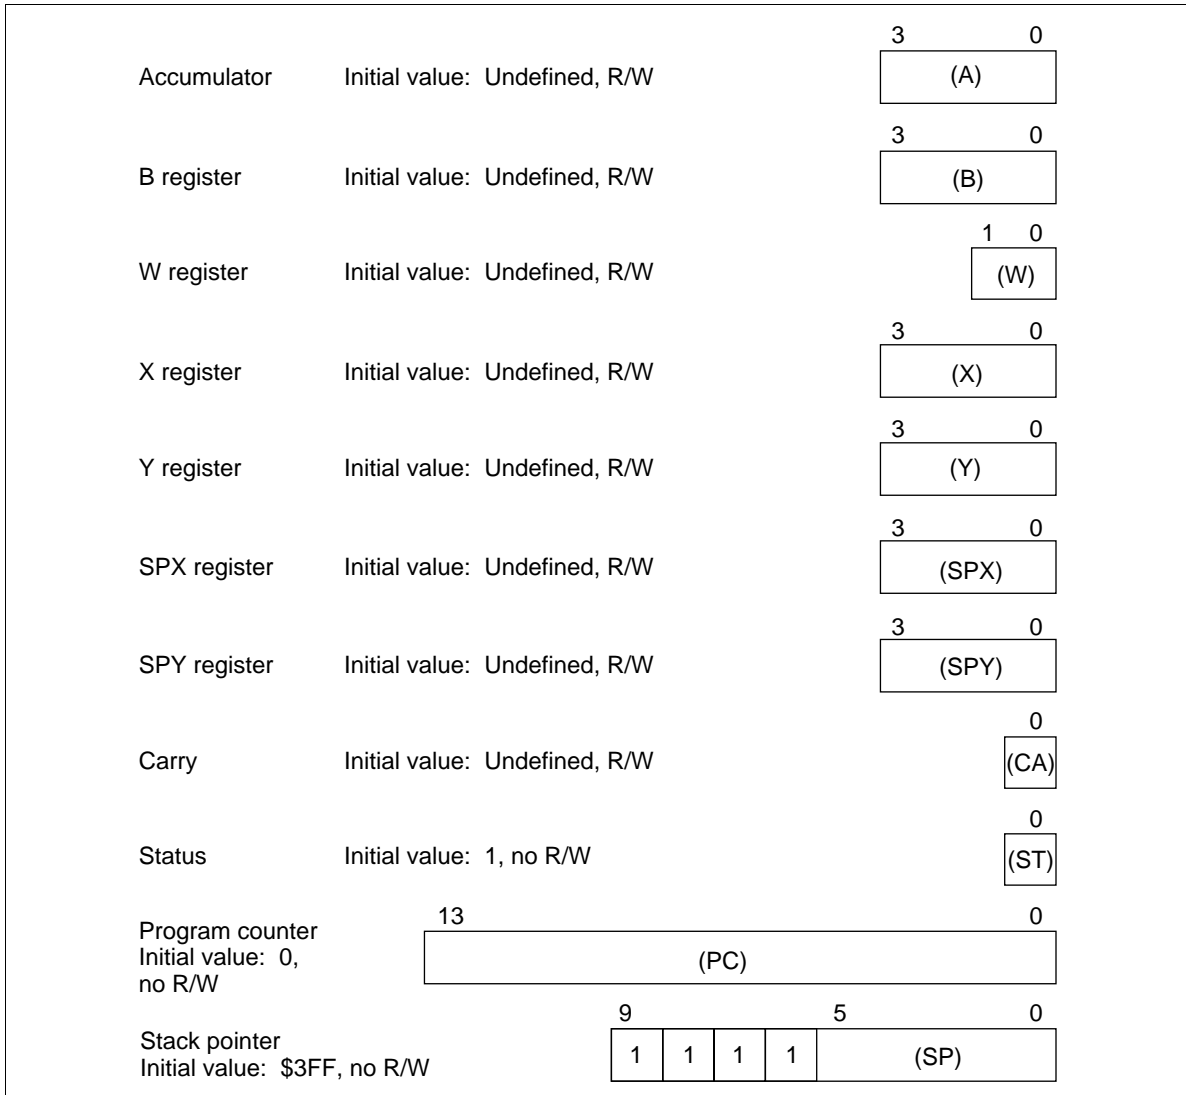 3 0
Accumulator Initial value: Undefined, R/W (A)
3 0
B register Initial value: Undefined, R/W (B)
1 0
W register Initial value: Undefined, R/W (W)
3 0
X register Initial value: Undefined, R/W (X)
3 0
Y register Initial value: Undefined, R/W (Y)
3 0
SPX register Initial value: Undefined, R/W (SPX)
3 0
SPY register Initial value: Undefined, R/W (SPY)
0
Carry Initial value: Undefined, R/W (CA)
0
Status Initial value: 1, no R/W (ST)
13 0
Program counter
Initial value: 0, (PC)
no R/W
9 5 0
Stack pointer 1 1 1 1 (SP)
Initial value: $3FF, no R/W